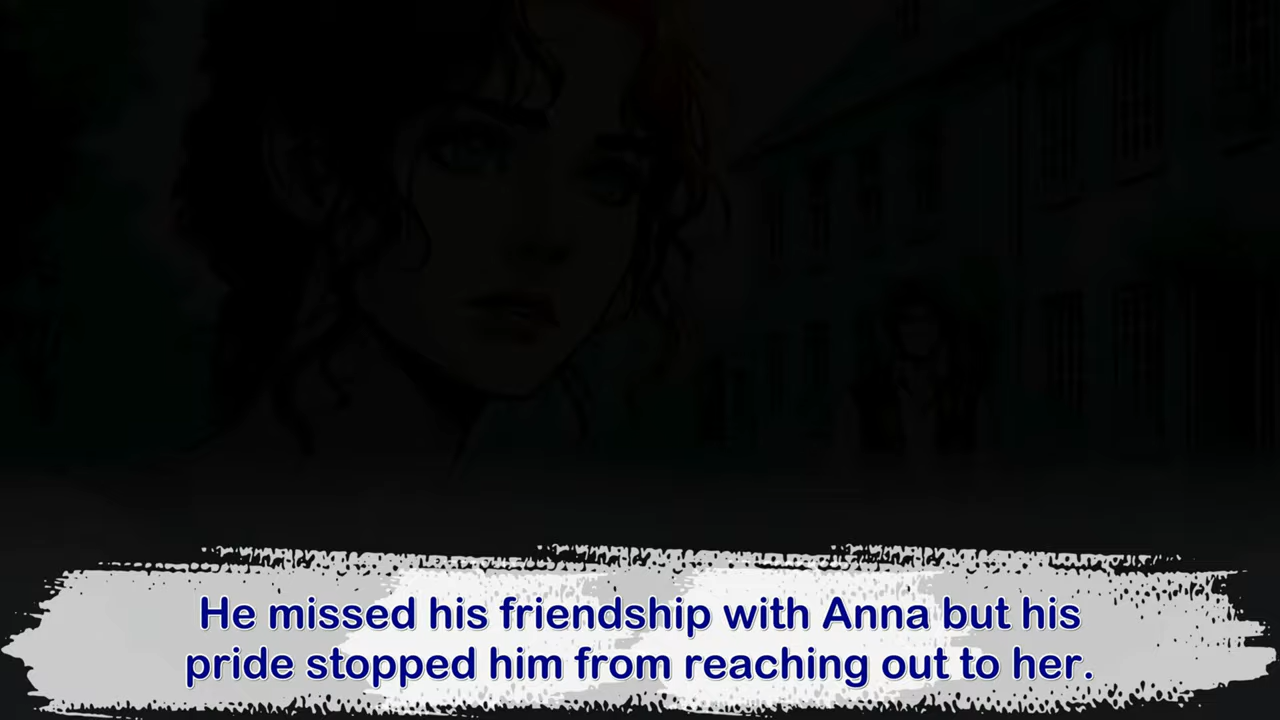 He missed his friendship with Anna but his
pride stopped him from reaching out to her.